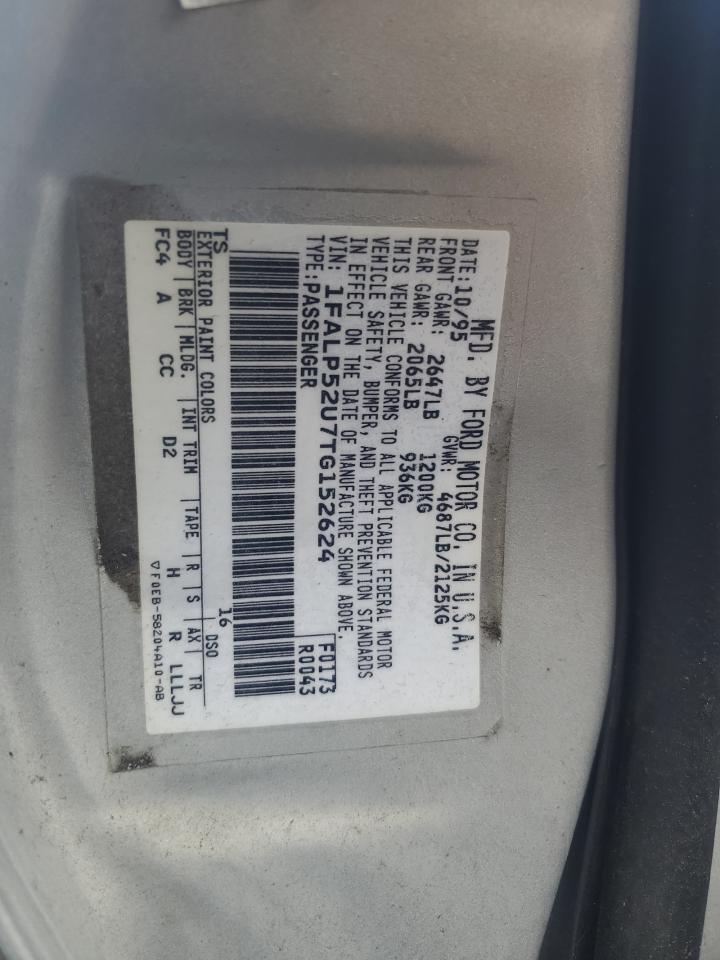 MFD. BY FORD MOTOR CO. IN U.S.A.
DATE: 10/95 GVWR: 4687LB/2125KG
FRONT GAWR: 2647LB 1200KG
REAR GAWR: 2065LB 936KG
THIS VEHICLE CONFORMS TO ALL APPLICABLE FEDERAL MOTOR
VEHICLE SAFETY, BUMPER, AND THEFT PREVENTION STANDARDS
IN EFFECT ON THE DATE OF MANUFACTURE SHOWN ABOVE.
VIN: 1FALP52U7TG152624 F0173
TYPE: PASSENGER R0043
TS 16
EXTERIOR PAINT COLORS DSO
BODY | BRK | MLDG. | INT TRIM | TAPE | R | S | AX | TR
FC4 A CC D2 H R LLLJJ
▽F0EB-58204A10-AB